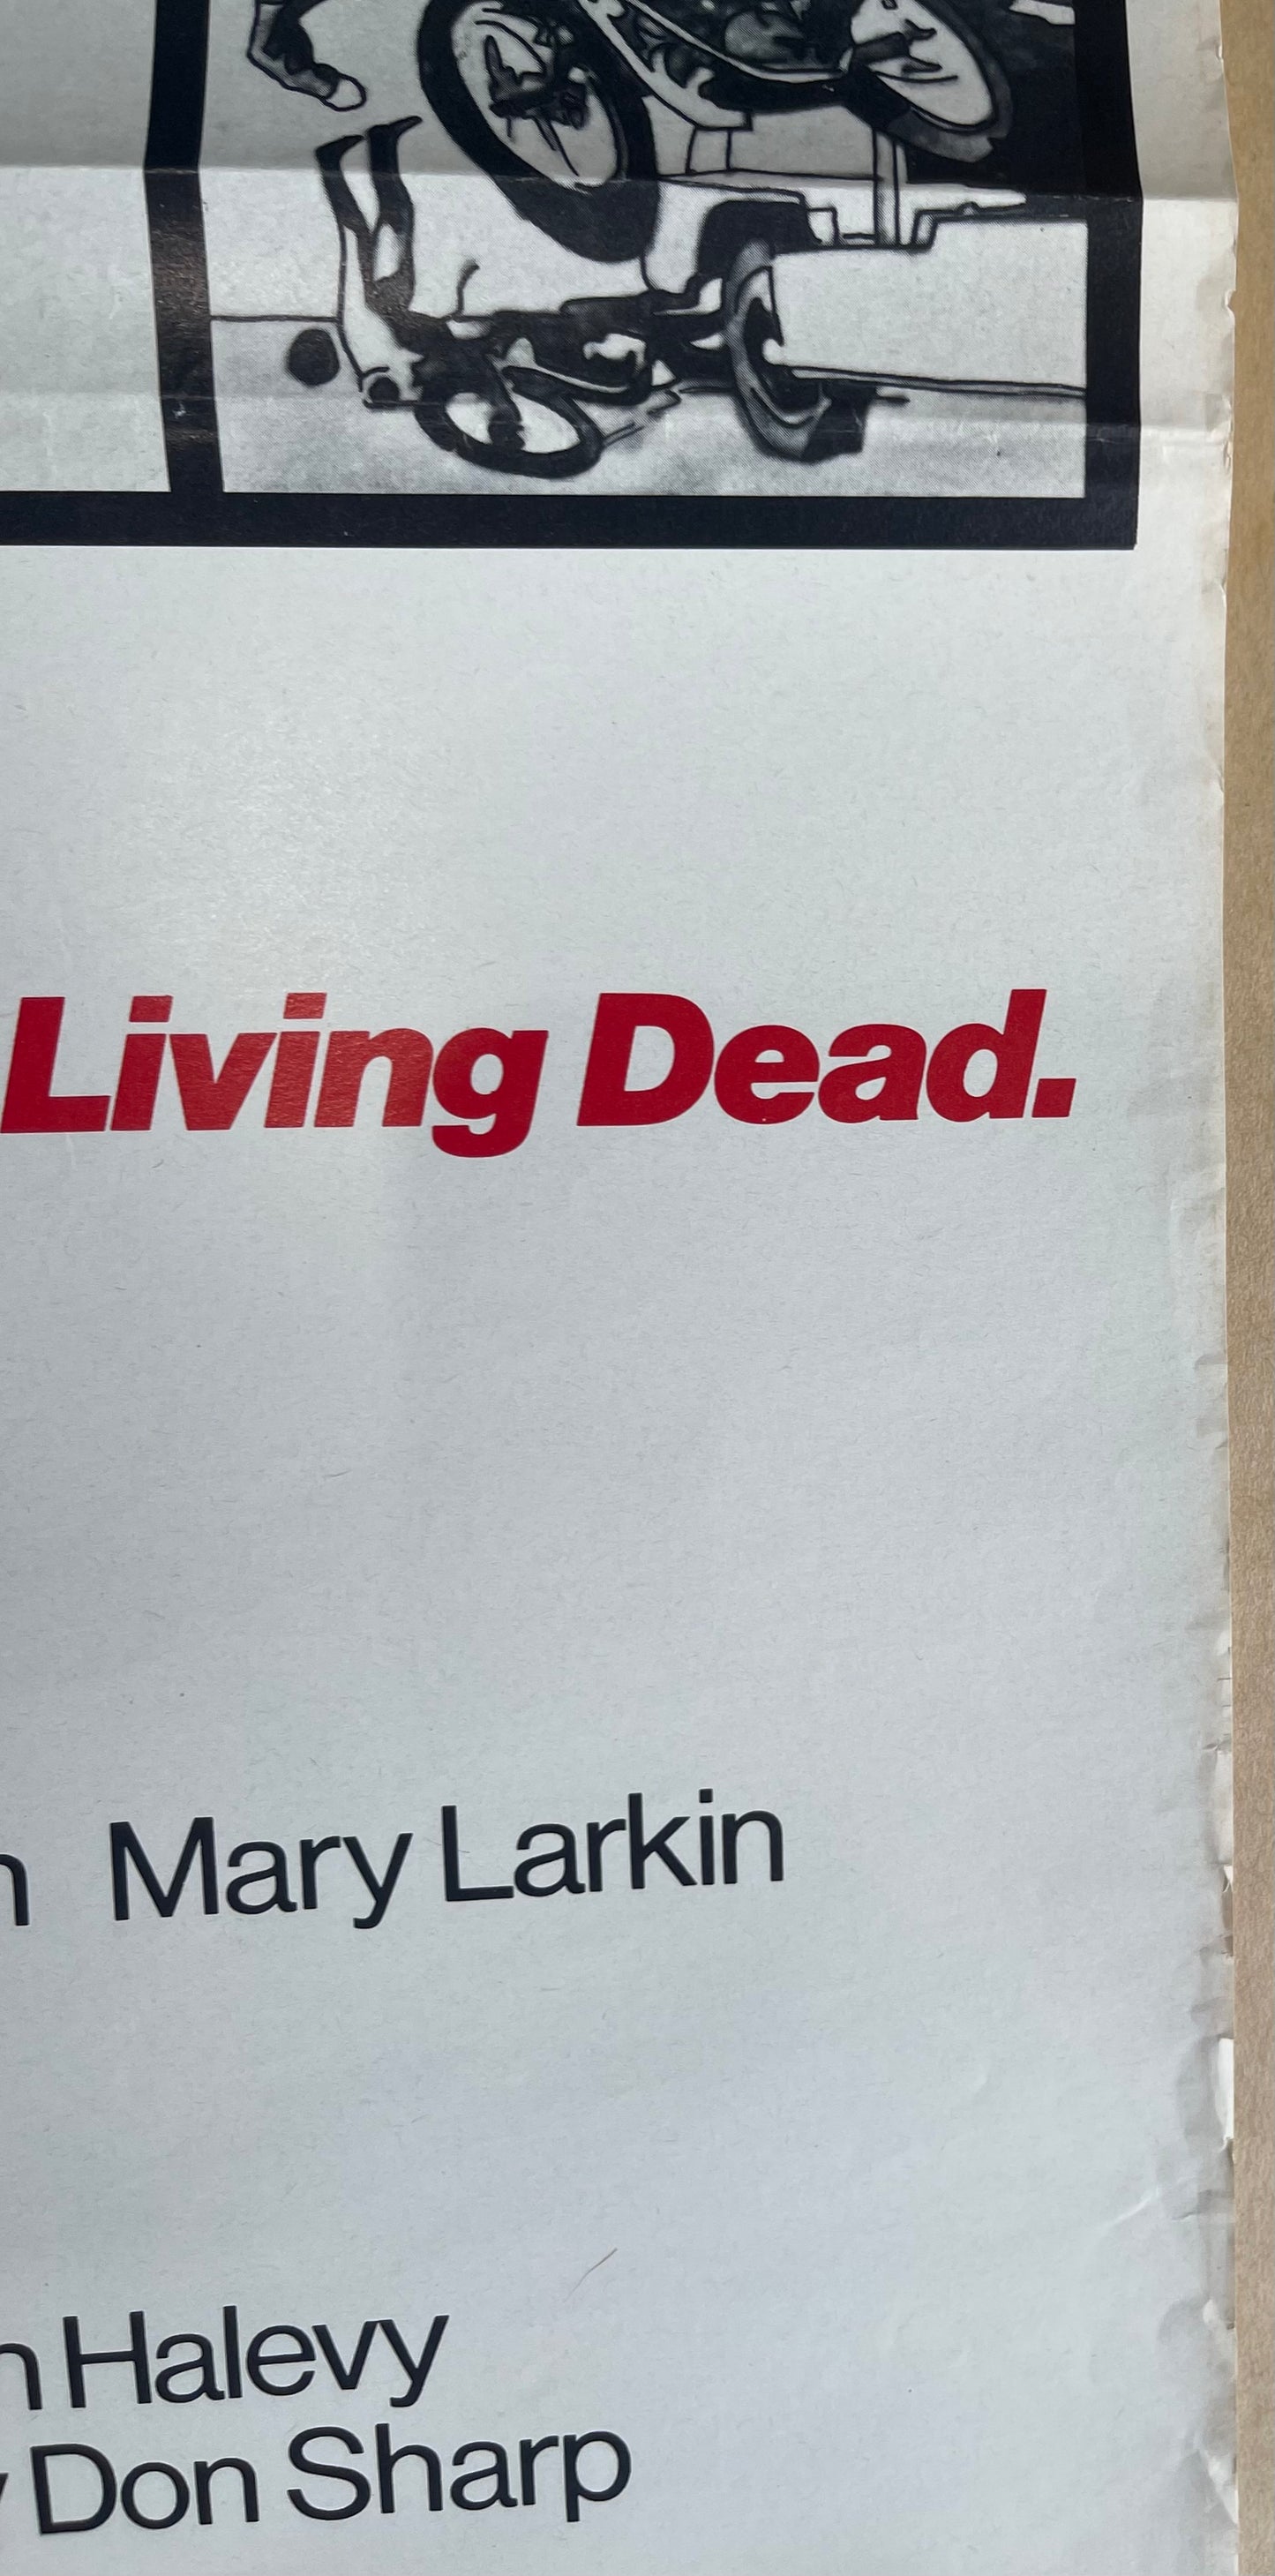 Living Dead.
n Mary Larkin
n Halevy
Don Sharp